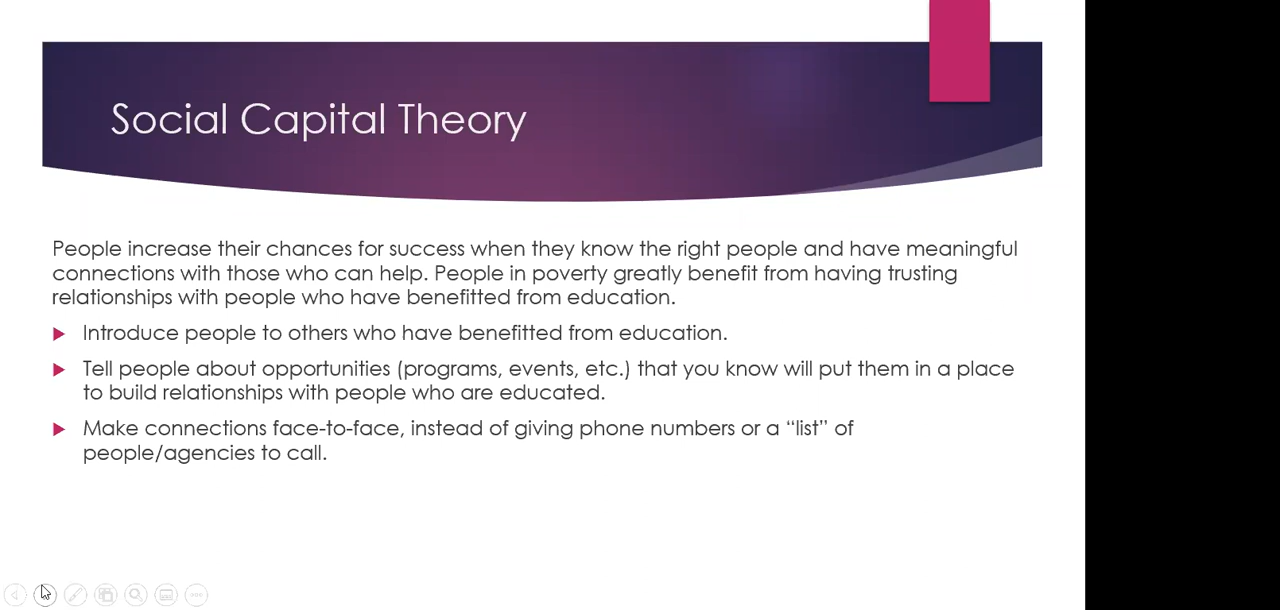 Social Capital Theory
People increase their chances for success when they know the right people and have meaningful
connections with those who can help. People in poverty greatly benefit from having trusting
relationships with people who have benefitted from education.
Introduce people to others who have benefitted from education.
Tell people about opportunities (programs, events, etc.) that you know will put them in a place
to build relationships with people who are educated.
Make connections face-to-face, instead of giving phone numbers or a “list” of
people/agencies to call.